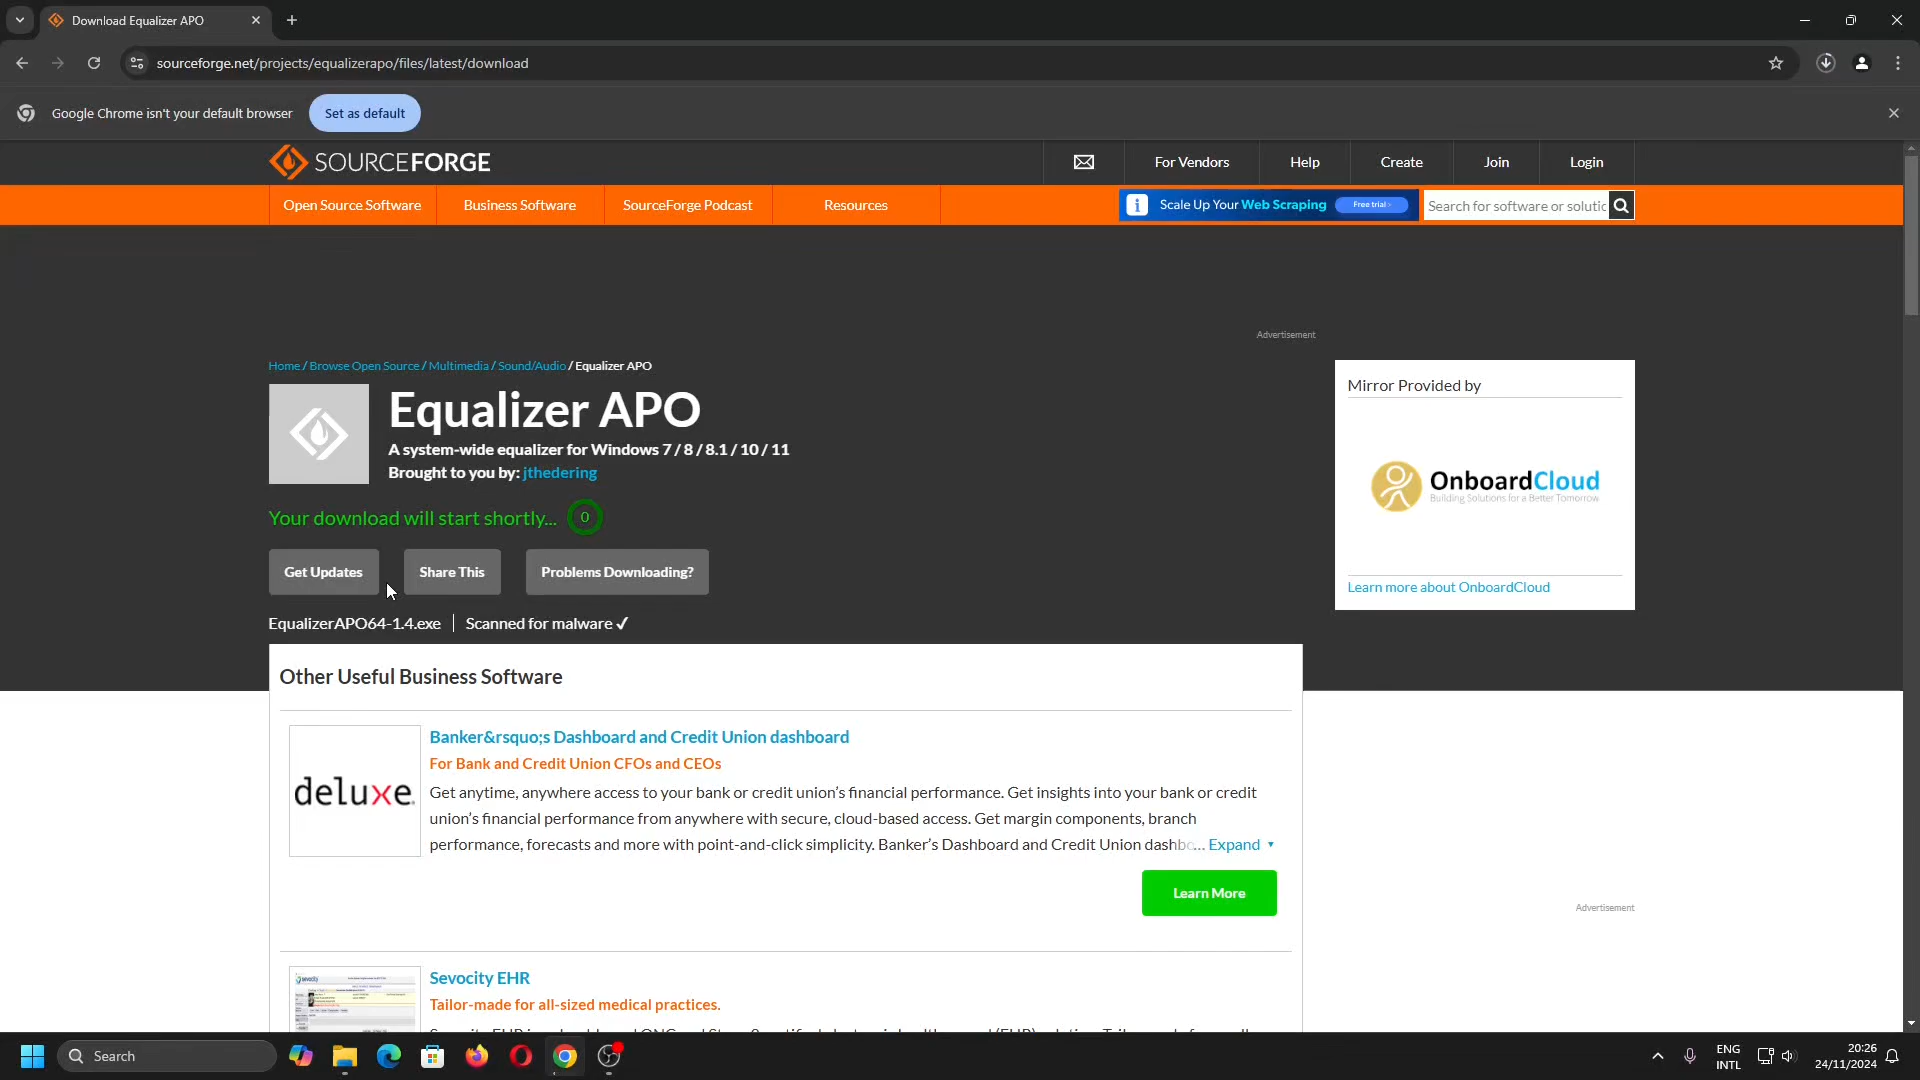 Download Equalizer APO
sourceforge.net/projects/equalizerapo/files/latest/download
Google Chrome isn't your default browser
Set as default
SOURCEFORGE
For Vendors
Help
Create
Join
Login
Open Source Software
Business Software
SourceForge Podcast
Resources
Scale Up Your Web Scraping
Free trial ›
Search for software or solutic
Advertisement
Home / Browse Open Source / Multimedia / Sound/Audio / Equalizer APO
Equalizer APO
A system-wide equalizer for Windows 7 / 8 / 8.1 / 10 / 11
Brought to you by: jthedering
Your download will start shortly... 0
Get Updates
Share This
Problems Downloading?
EqualizerAPO64-1.4.exe
Scanned for malware ✓
Mirror Provided by
OnboardCloud
Building Solutions for a Better Tomorrow
Learn more about OnboardCloud
Other Useful Business Software
deluxe.
Banker&rsquo;s Dashboard and Credit Union dashboard
For Bank and Credit Union CFOs and CEOs
Get anytime, anywhere access to your bank or credit union’s financial performance. Get insights into your bank or credit
union’s financial performance from anywhere with secure, cloud-based access. Get margin components, branch
performance, forecasts and more with point-and-click simplicity. Banker’s Dashboard and Credit Union dashbo... Expand
Learn More
Advertisement
Sevocity EHR
Tailor-made for all-sized medical practices.
Search
ENG
INTL
20:26
24/11/2024